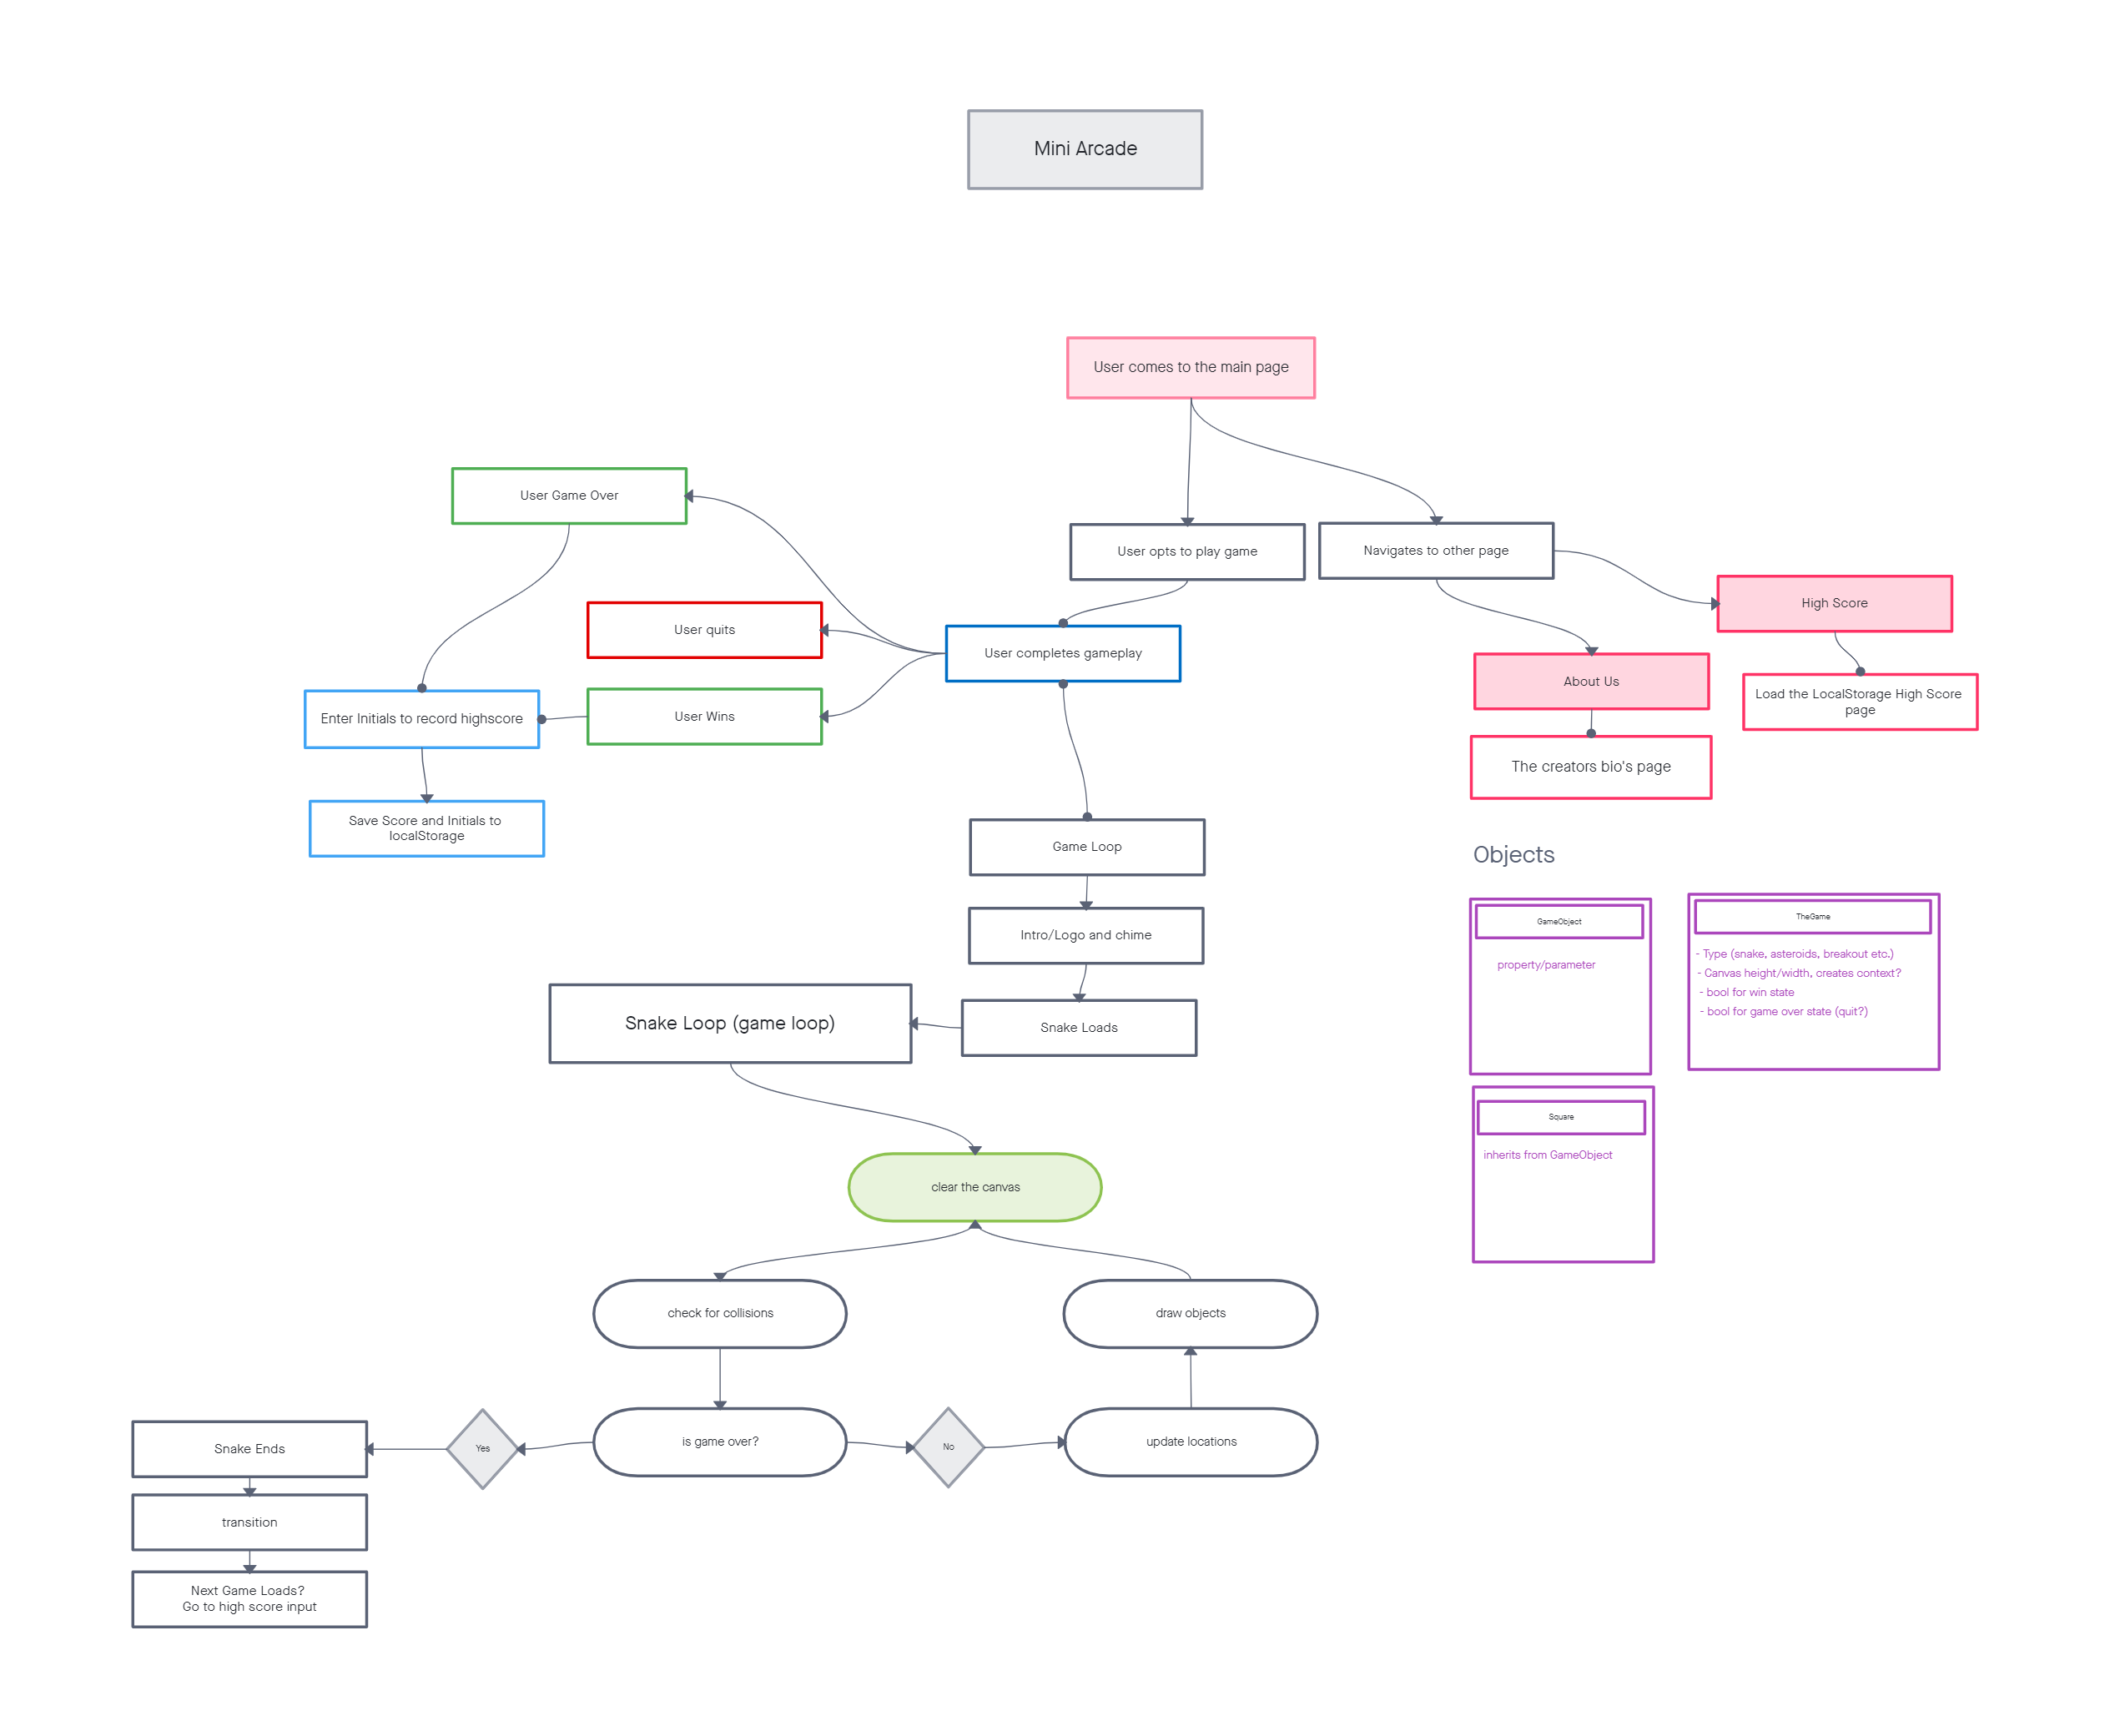 Mini Arcade
User comes to the main page
User Game Over
User opts to play game
Navigates to other page
High Score
User quits
User completes gameplay
About Us
Load the LocalStorage High Score
page
Enter Initials to record highscore
User Wins
The creators bio's page
Save Score and Initials to
localStorage
Game Loop
Objects
Intro/Logo and chime
GameObject
property/parameter
TheGame
- Type (snake, asteroids, breakout etc.)
- Canvas height/width, creates context?
- bool for win state
- bool for game over state (quit?)
Snake Loop (game loop)
Snake Loads
Square
inherits from GameObject
clear the canvas
check for collisions
draw objects
Snake Ends
Yes
is game over?
No
update locations
transition
Next Game Loads?
Go to high score input